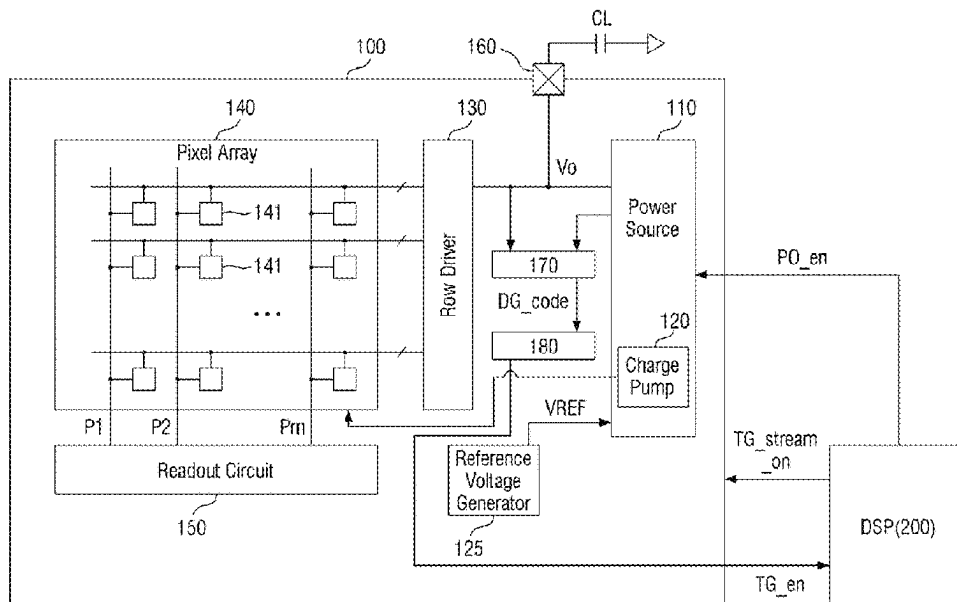 CL
100
160
140
130
110
Pixel Array
Vo
141
Power
Source
Row Driver
170
PO_en
141
DG_code
...
120
180
Charge
Pump
P1
P2
Pm
VREF
TG_stream
_on
Readout Circuit
Reference
Voltage
Generator
150
125
DSP(200)
TG_en